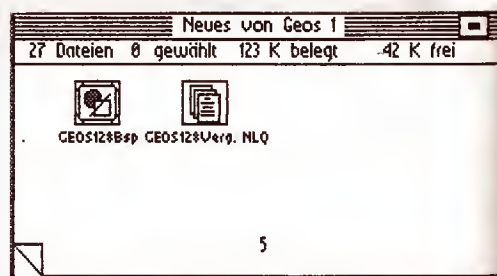 Neues von Geos 1
27 Dateien 0 gewählt 123 K belegt 42 K frei
GEOS128Bsp GEOS128Verg. NLQ
5